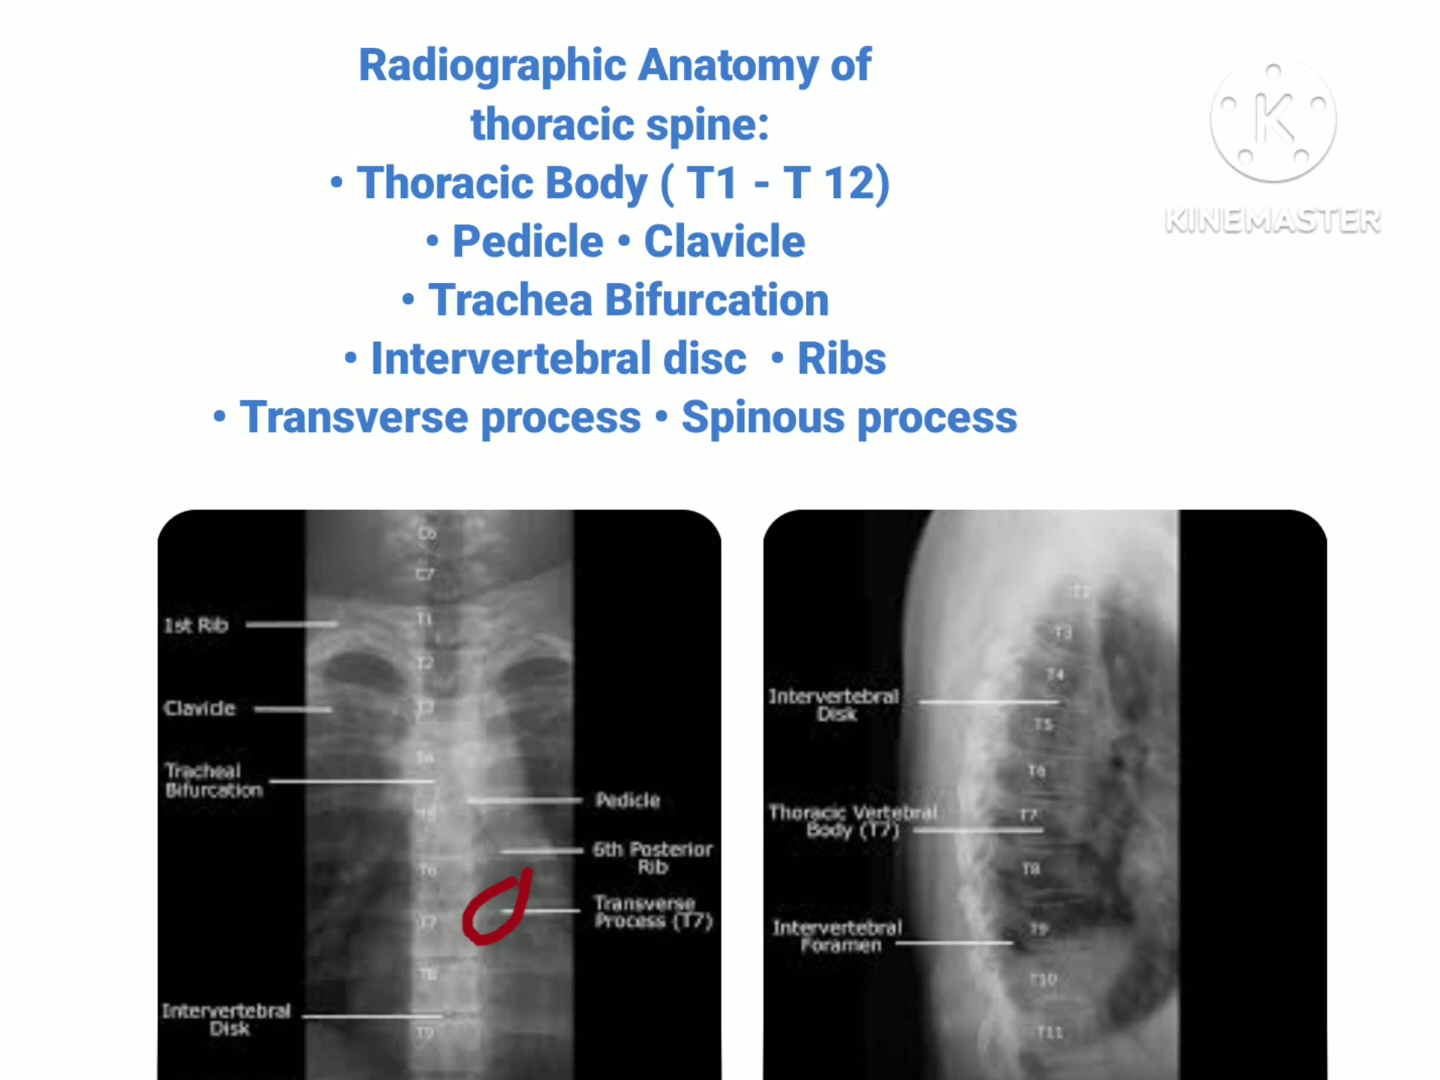 Radiographic Anatomy of
thoracic spine:
• Thoracic Body ( T1 - T 12)
• Pedicle • Clavicle
• Trachea Bifurcation
• Intervertebral disc • Ribs
• Transverse process • Spinous process
K
KINEMASTER
C6
C7
T1
T2
T3
T4
T5
T6
T7
T8
T9
1st Rib
Clavicle
Tracheal
Bifurcation
Intervertebral
Disk
Pedicle
6th Posterior
Rib
Transverse
Process (T7)
T2
T3
T4
T5
T6
T7
T8
T9
T10
T11
Intervertebral
Disk
Thoracic Vertebral
Body (T7)
Intervertebral
Foramen